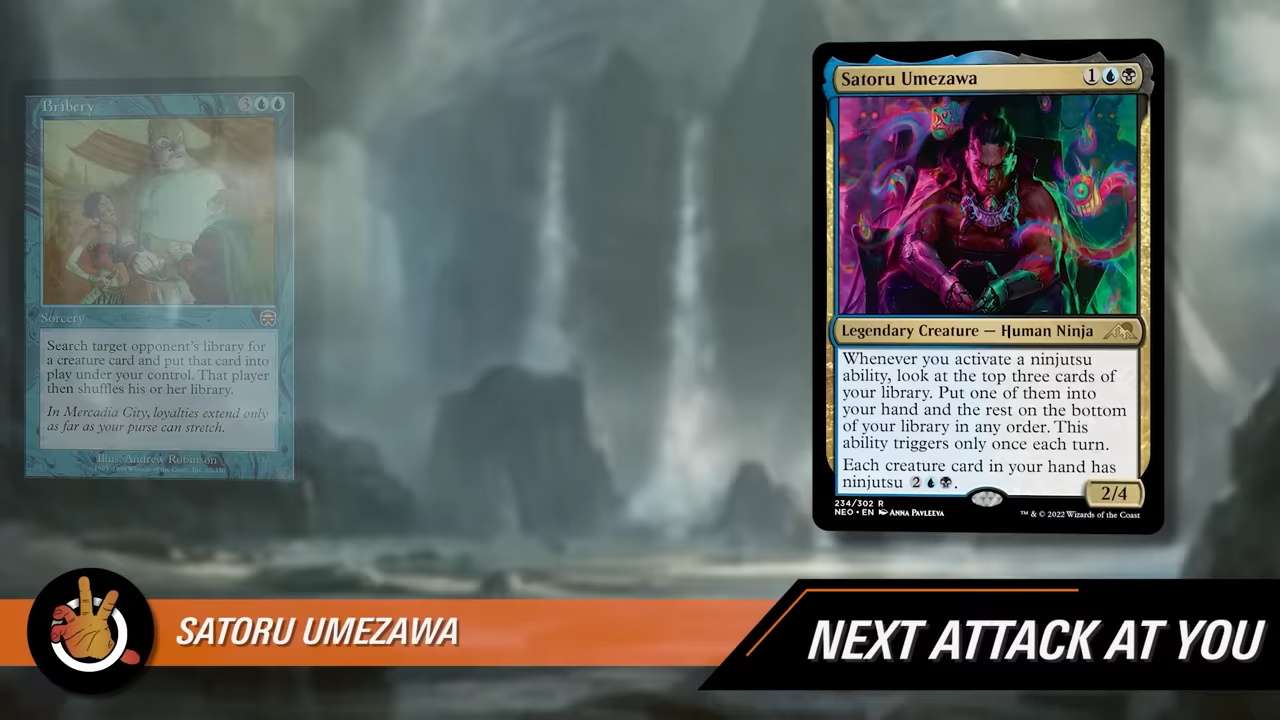 Bribery 3
Sorcery
Search target opponent's library for
a creature card and put that card into
play under your control. That player
then shuffles his or her library.
In Mercadia City, loyalties extend only
as far as your purse can stretch.
Illus. Andrew Robinson
Satoru Umezawa 1
Legendary Creature — Human Ninja
Whenever you activate a ninjutsu
ability, look at the top three cards of
your library. Put one of them into
your hand and the rest on the bottom
of your library in any order. This
ability triggers only once each turn.
Each creature card in your hand has
ninjutsu 2 .
2/4
234/302 R
NEO • EN ANNA PAVLEEVA
™ & © 2022 Wizards of the Coast
SATORU UMEZAWA
NEXT ATTACK AT YOU